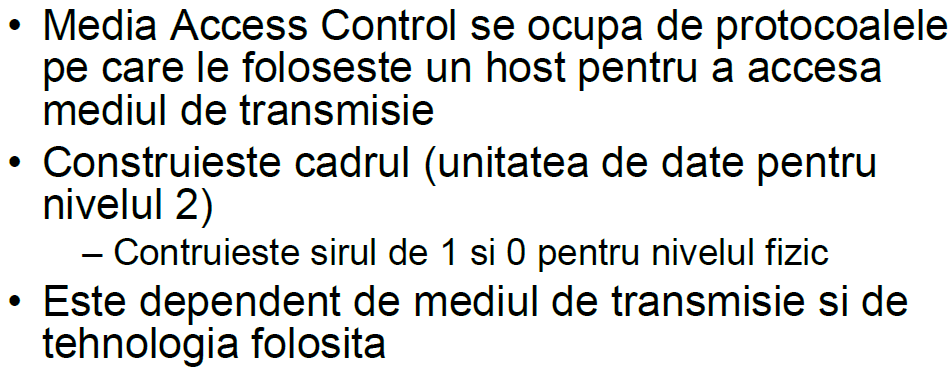 • Media Access Control se ocupa de protocoalele
pe care le foloseste un host pentru a accesa
mediul de transmisie
• Construieste cadrul (unitatea de date pentru
nivelul 2)
– Contruieste sirul de 1 si 0 pentru nivelul fizic
• Este dependent de mediul de transmisie si de
tehnologia folosita